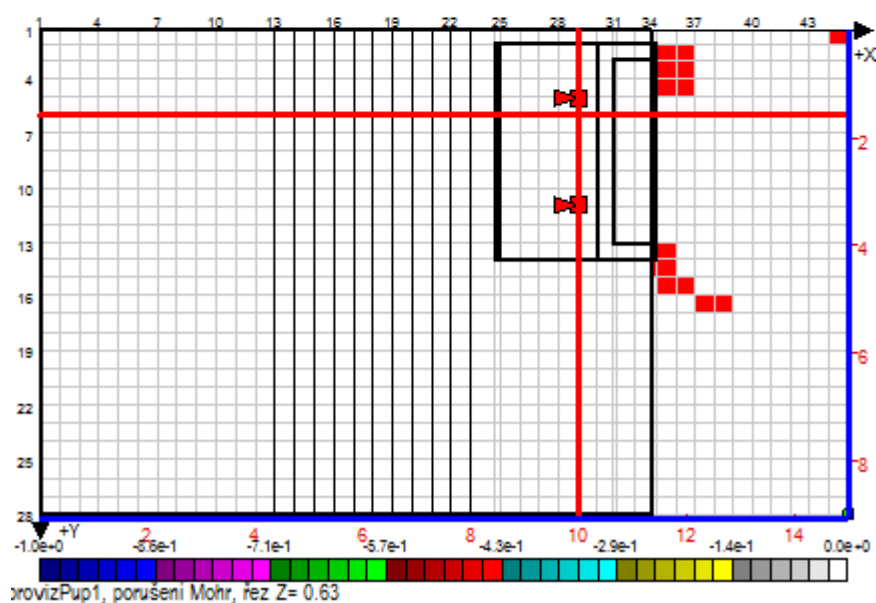 1 4 7 10 13 16 19 22 25 28 31 34 37 40 43
+X
1
4
7
10
13
16
19
22
25
28
2
4
6
8
+Y
2 4 6 8 10 12 14
-1.0e+0 -8.6e-1 -7.1e-1 -5.7e-1 -4.3e-1 -2.9e-1 -1.4e-1 0.0e+0
provizPup1, porušení Mohr, řez Z= 0.63